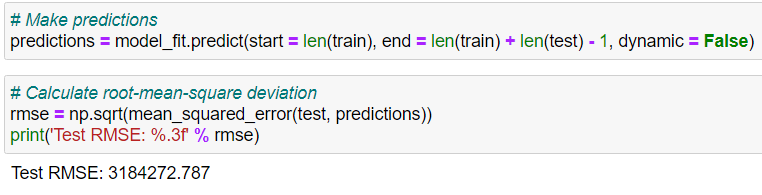 # Make predictions
predictions = model_fit.predict(start = len(train), end = len(train) + len(test) - 1, dynamic = False)
# Calculate root-mean-square deviation
rmse = np.sqrt(mean_squared_error(test, predictions))
print('Test RMSE: %.3f' % rmse)
Test RMSE: 3184272.787